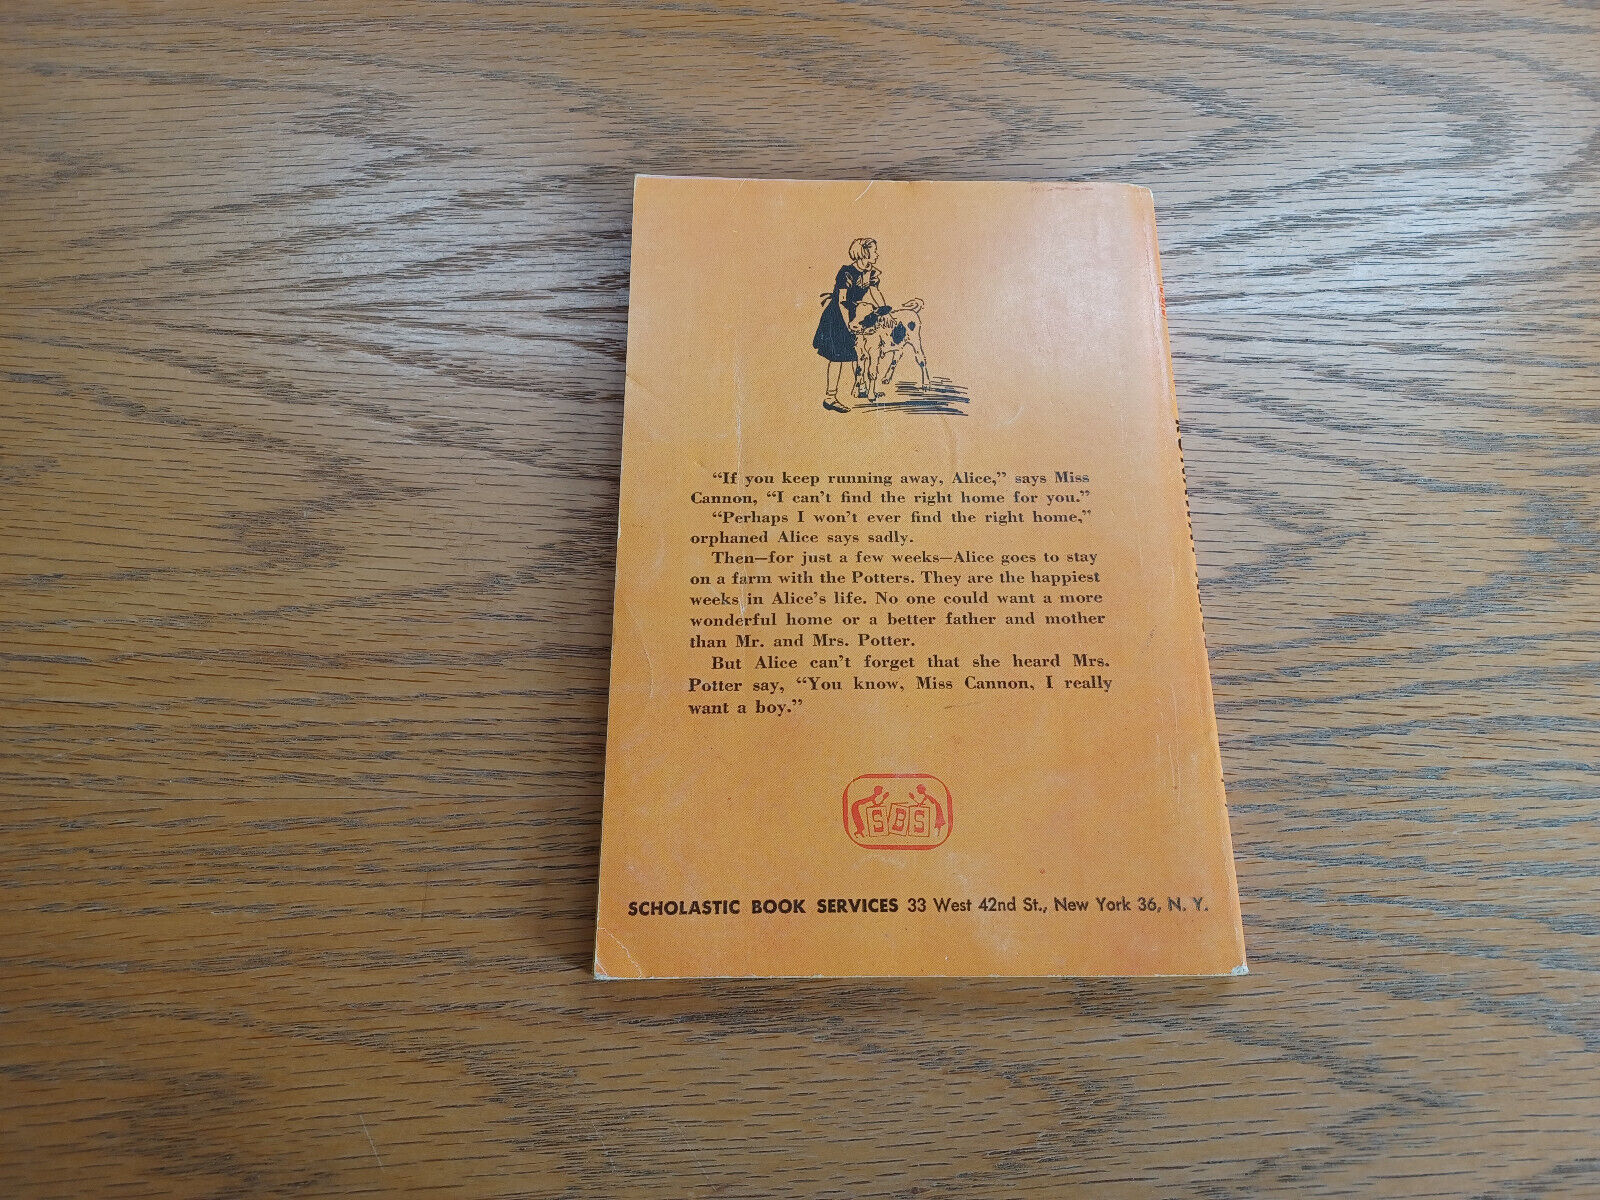 “If you keep running away, Alice,” says Miss
Cannon, “I can’t find the right home for you.”
“Perhaps I won’t ever find the right home,”
orphaned Alice says sadly.
Then—for just a few weeks—Alice goes to stay
on a farm with the Potters. They are the happiest
weeks in Alice’s life. No one could want a more
wonderful home or a better father and mother
than Mr. and Mrs. Potter.
But Alice can’t forget that she heard Mrs.
Potter say, “You know, Miss Cannon, I really
want a boy.”
SBS
SCHOLASTIC BOOK SERVICES 33 West 42nd St., New York 36, N. Y.